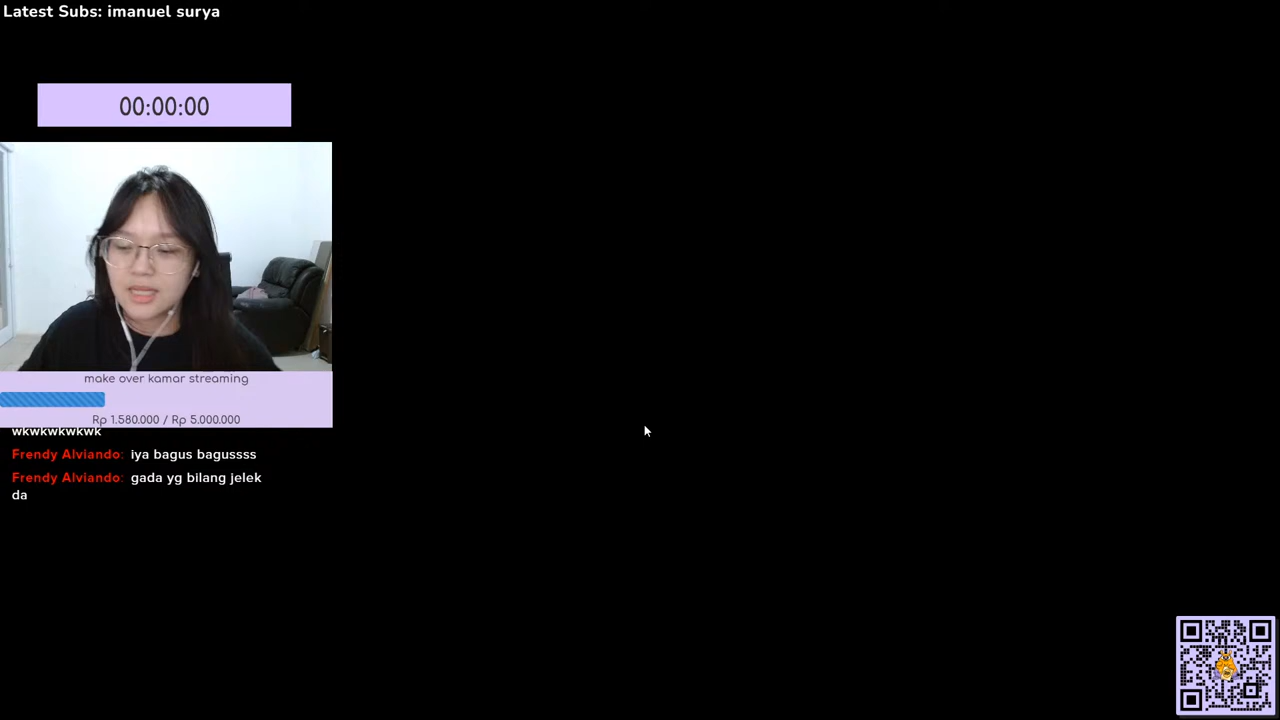 Latest Subs: imanuel surya
00:00:00
make over kamar streaming
Rp 1.580.000 / Rp 5.000.000
wkwkwkwkwk
Frendy Alviando: iya bagus bagussss
Frendy Alviando: gada yg bilang jelek
da